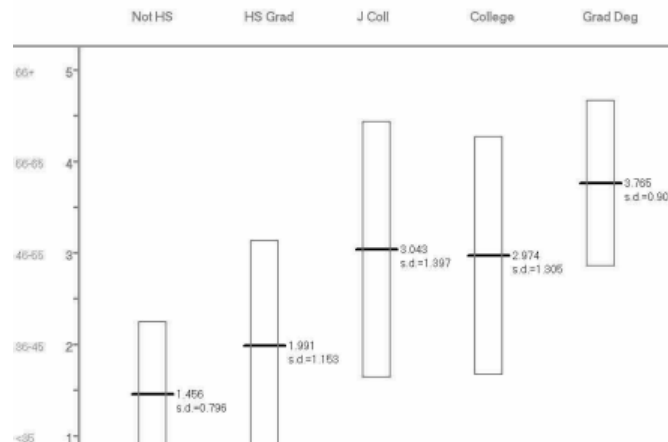 Not HS HS Grad J Coll College Grad Deg
66+ 5
66-65 4
3.765
s.d.=0.90
46-55 3
3.043
s.d.=1.397
2.974
s.d.=1.305
36-45 2
1.991
s.d.=1.153
1.456
s.d.=0.796
<35 1